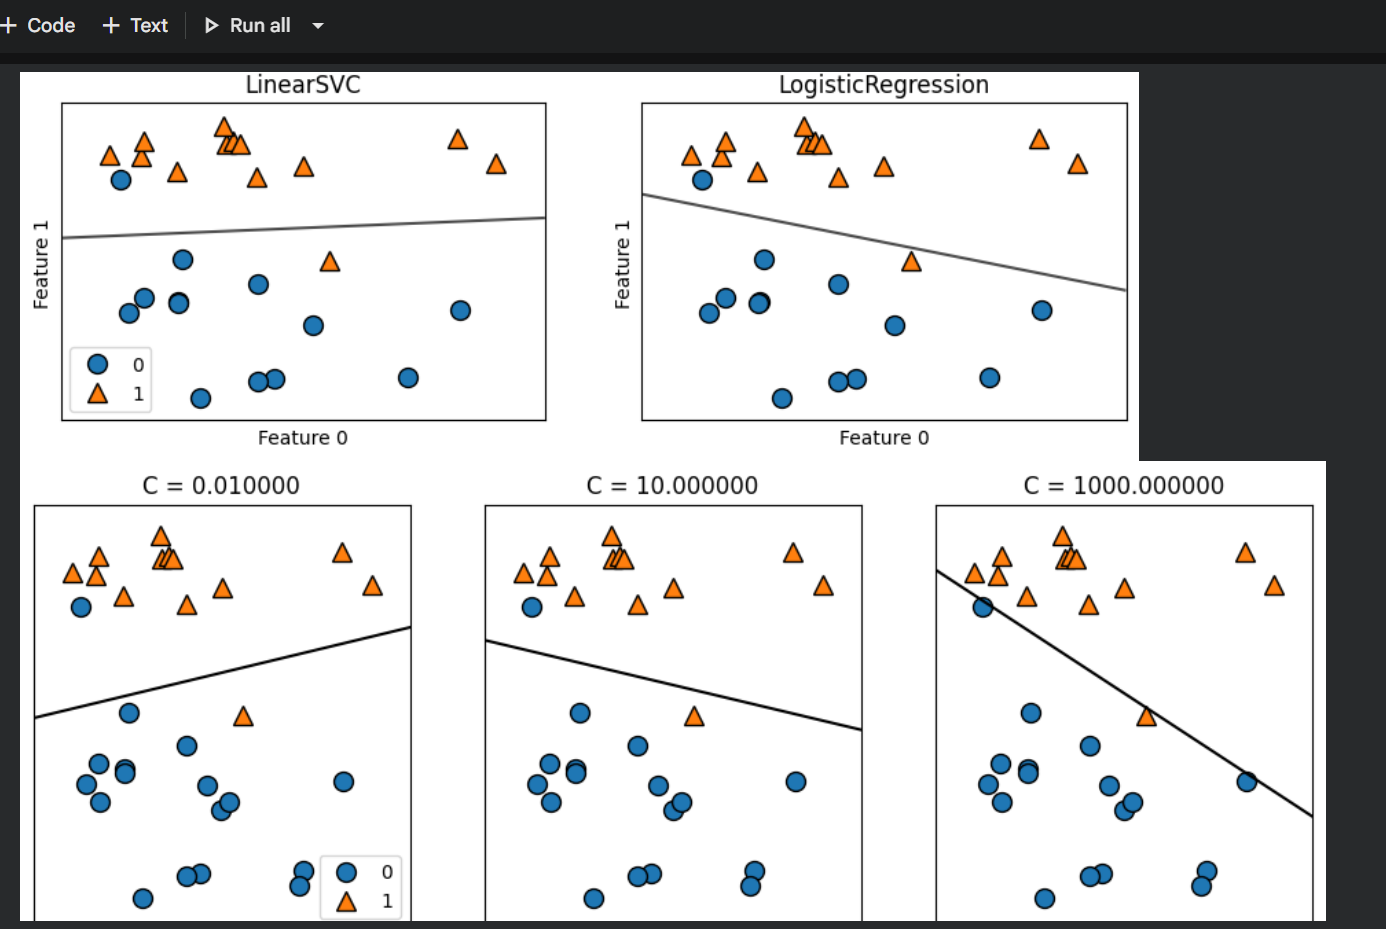 + Code + Text Run all
LinearSVC
LogisticRegression
Feature 1
Feature 1
0
1
Feature 0
Feature 0
C = 0.010000
C = 10.000000
C = 1000.000000
0
1